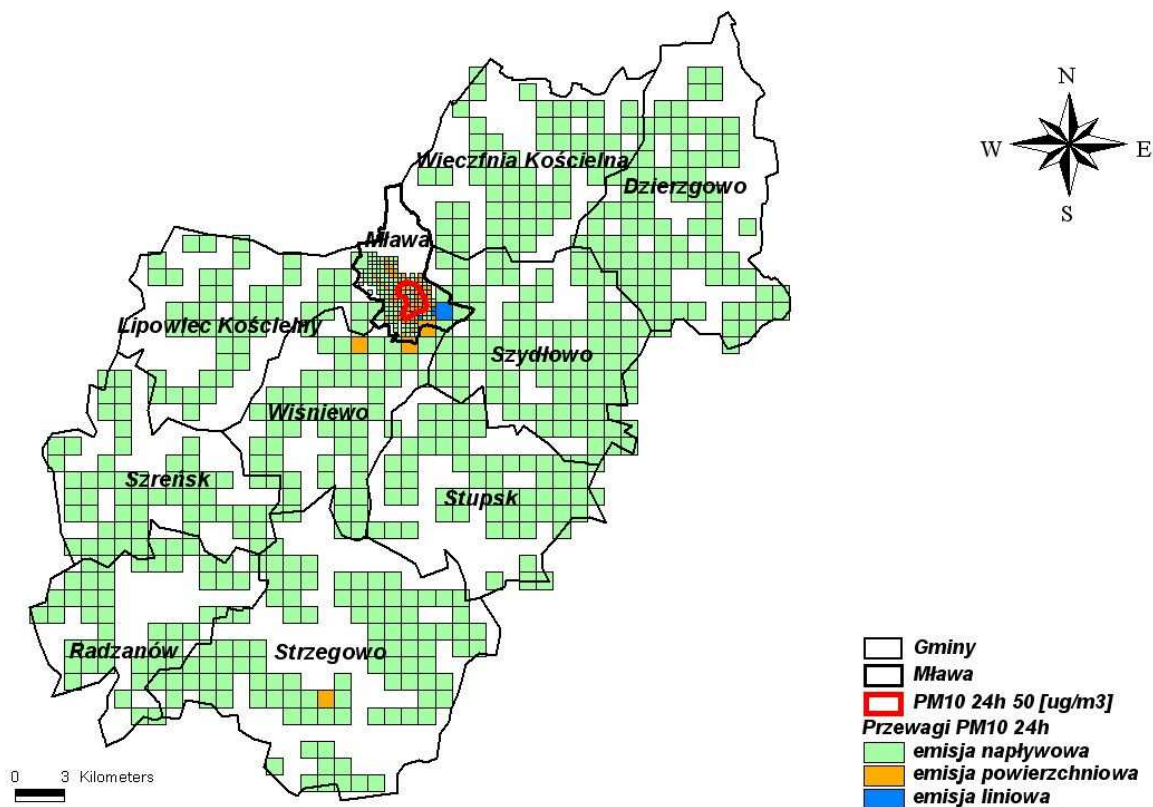 N
W E
S
Wieczfnia Kościelna
Dzierzgowo
Mława
Lipowiec Kościelny
Szydłowo
Wiśniewo
Szreńsk
Stupsk
Radzanów
Strzegowo
Gminy
Mława
PM10 24h 50 [ug/m3]
Przewagi PM10 24h
emisja napływowa
emisja powierzchniowa
emisja liniowa
0 3 Kilometers